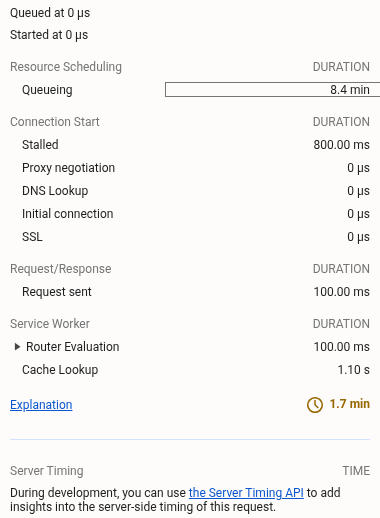 Queued at 0 μs
Started at 0 μs
Resource Scheduling DURATION
Queueing 8.4 min
Connection Start DURATION
Stalled 800.00 ms
Proxy negotiation 0 μs
DNS Lookup 0 μs
Initial connection 0 μs
SSL 0 μs
Request/Response DURATION
Request sent 100.00 ms
Service Worker DURATION
Router Evaluation 100.00 ms
Cache Lookup 1.10 s
Explanation 1.7 min
Server Timing TIME
During development, you can use the Server Timing API to add
insights into the server-side timing of this request.